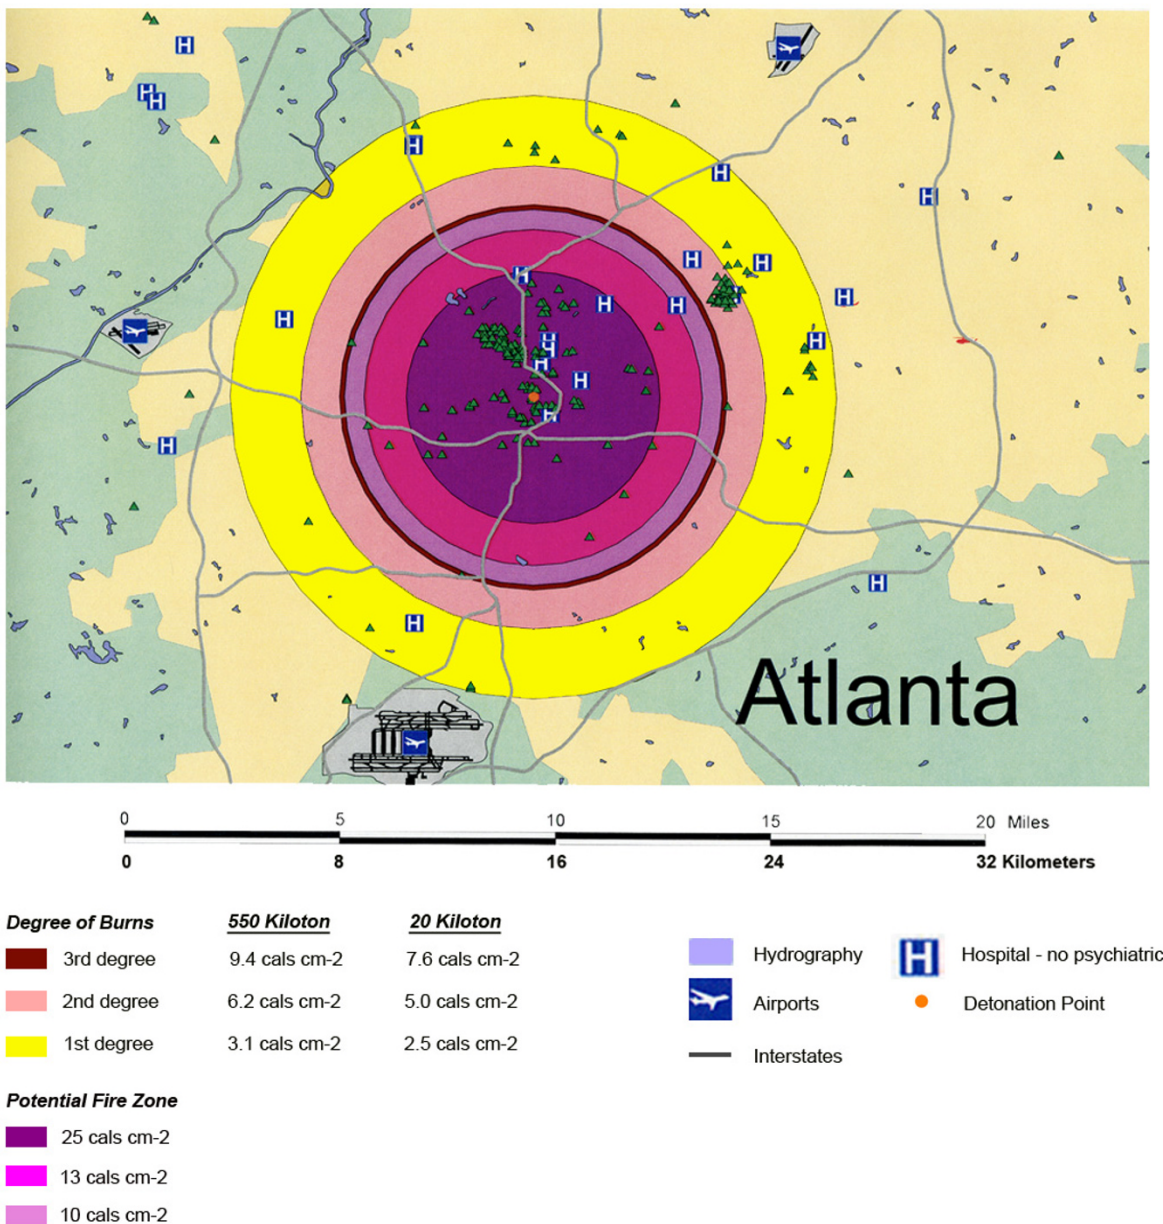 Atlanta
0 5 10 15 20 Miles
0 8 16 24 32 Kilometers
Degree of Burns 550 Kiloton 20 Kiloton
3rd degree 9.4 cals cm-2 7.6 cals cm-2
2nd degree 6.2 cals cm-2 5.0 cals cm-2
1st degree 3.1 cals cm-2 2.5 cals cm-2
Potential Fire Zone
25 cals cm-2
13 cals cm-2
10 cals cm-2
Hydrography
H Hospital - no psychiatric
Airports
Detonation Point
Interstates